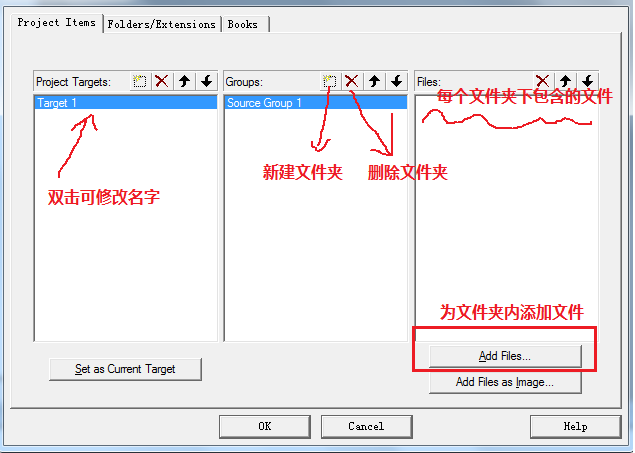 Project Items Folders/Extensions Books
Project Targets: Groups: Files:
Target 1 Source Group 1 每个文件夹下包含的文件
双击可修改名字 新建文件夹 删除文件夹
为文件夹内添加文件
Set as Current Target Add Files...
Add Files as Image...
OK Cancel Help